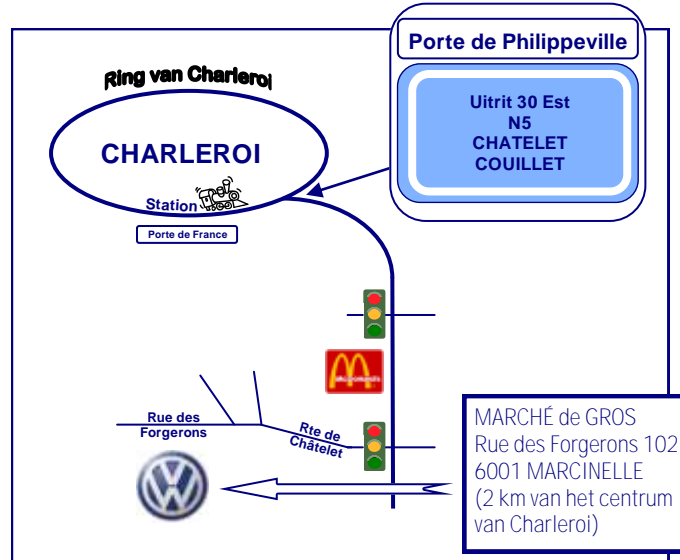 Porte de Philippeville
Ring van Charleroi
Uitrit 30 Est
N5
CHATELET
COUILLET
CHARLEROI
Station
Porte de France
McDonald's
Rue des
Forgerons
Rte de
Châtelet
MARCHÉ de GROS
Rue des Forgerons 102
6001 MARCINELLE
(2 km van het centrum
van Charleroi)